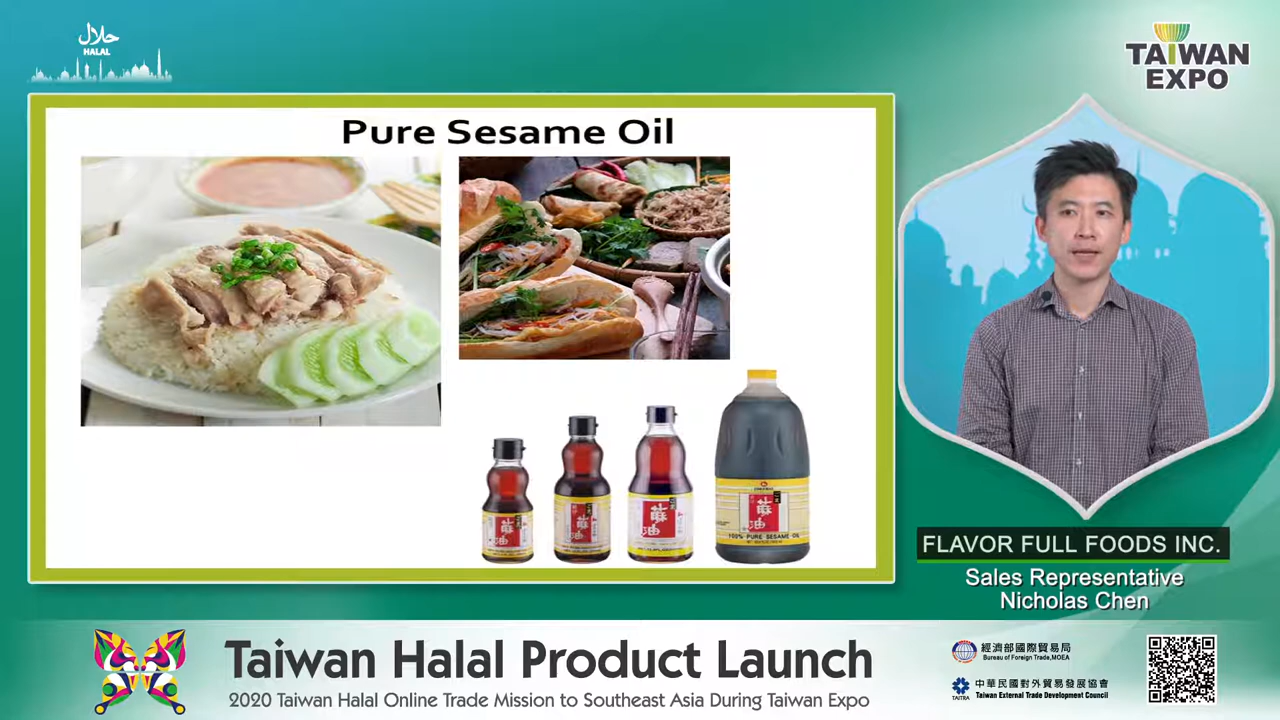 حلال
HALAL
TAIWAN
EXPO
Pure Sesame Oil
麻油
麻油
麻油
麻油
100% PURE SESAME OIL
FLAVOR FULL FOODS INC.
Sales Representative
Nicholas Chen
Taiwan Halal Product Launch
2020 Taiwan Halal Online Trade Mission to Southeast Asia During Taiwan Expo
經濟部國際貿易局
Bureau of Foreign Trade,MOEA
TAITRA
中華民國對外貿易發展協會
Taiwan External Trade Development Council